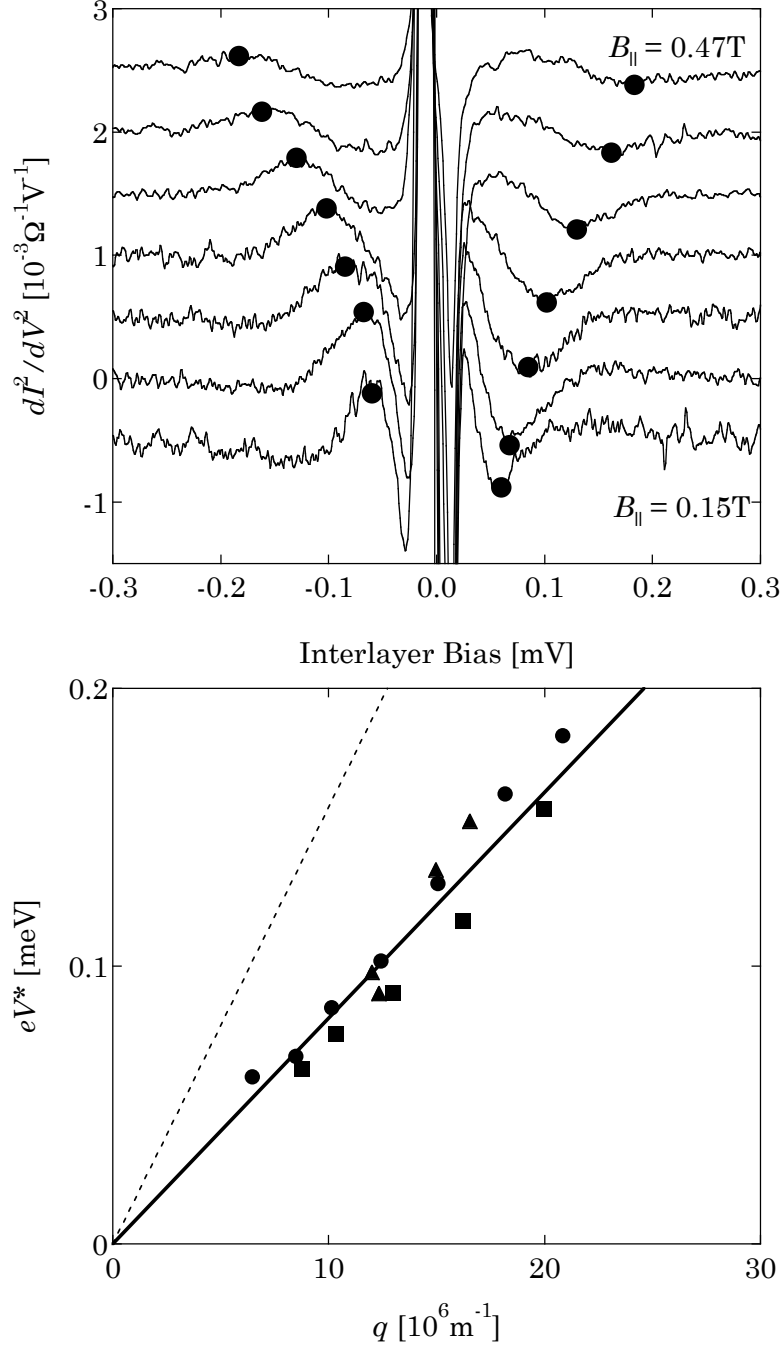 3
B|| = 0.47T
2
dI²/dV² [10⁻³Ω⁻¹V⁻¹]
1
0
-1
B|| = 0.15T
-0.3 -0.2 -0.1 0.0 0.1 0.2 0.3
Interlayer Bias [mV]
0.2
eV* [meV]
0.1
0
0 10 20 30
q [10⁶m⁻¹]